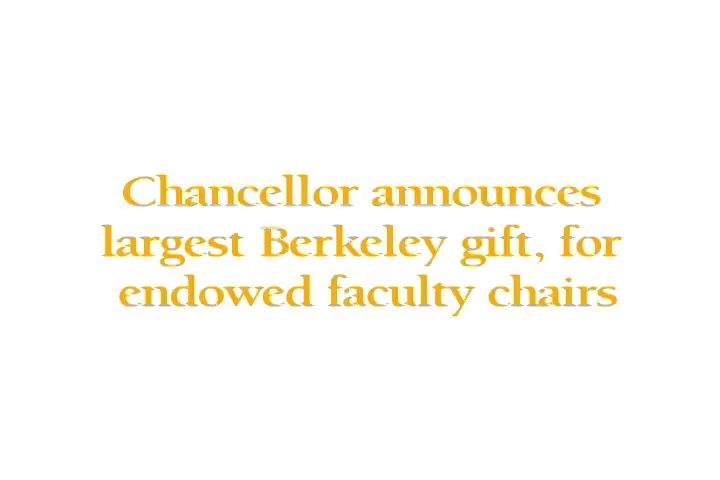 Chancellor announces
largest Berkeley gift, for
endowed faculty chairs